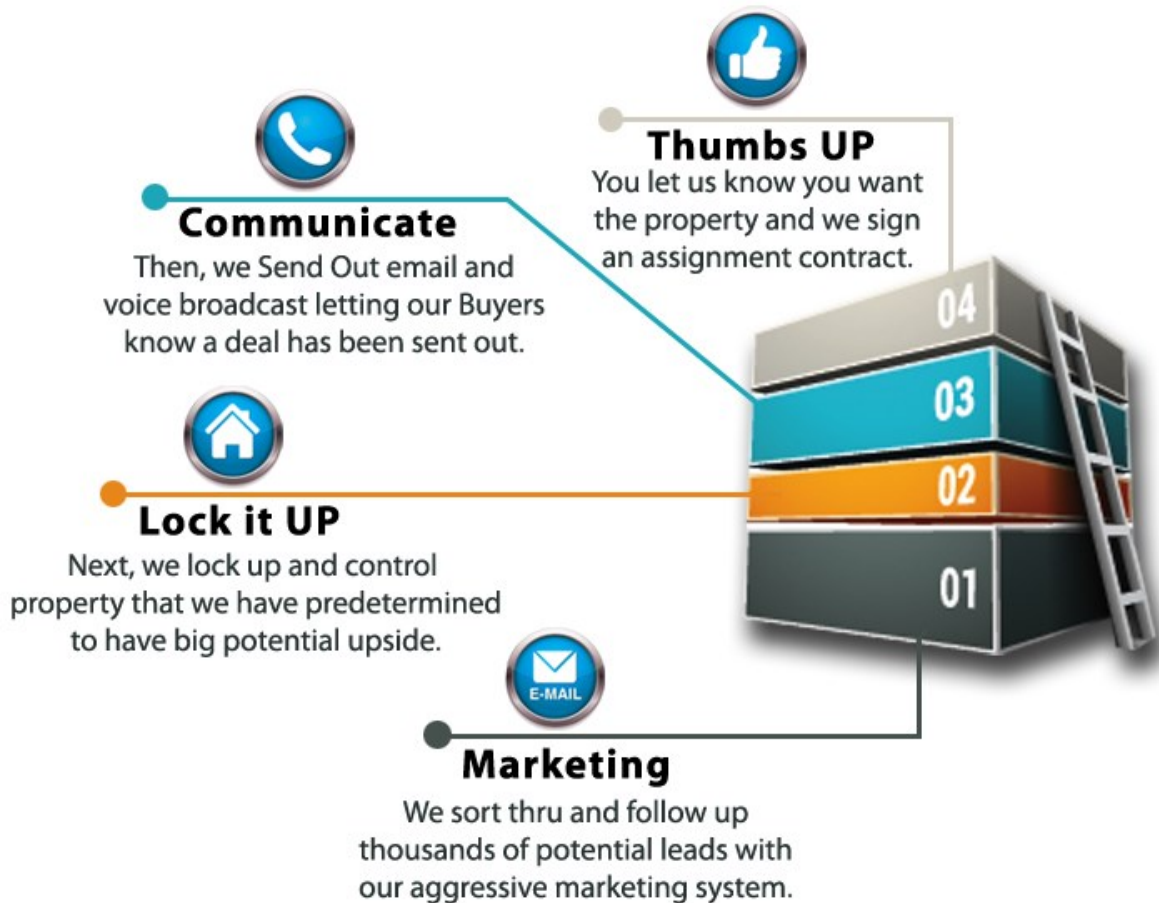 Thumbs UP
You let us know you want
the property and we sign
an assignment contract.
Communicate
Then, we Send Out email and
voice broadcast letting our Buyers
know a deal has been sent out.
04
03
02
01
Lock it UP
Next, we lock up and control
property that we have predetermined
to have big potential upside.
E-MAIL
Marketing
We sort thru and follow up
thousands of potential leads with
our aggressive marketing system.